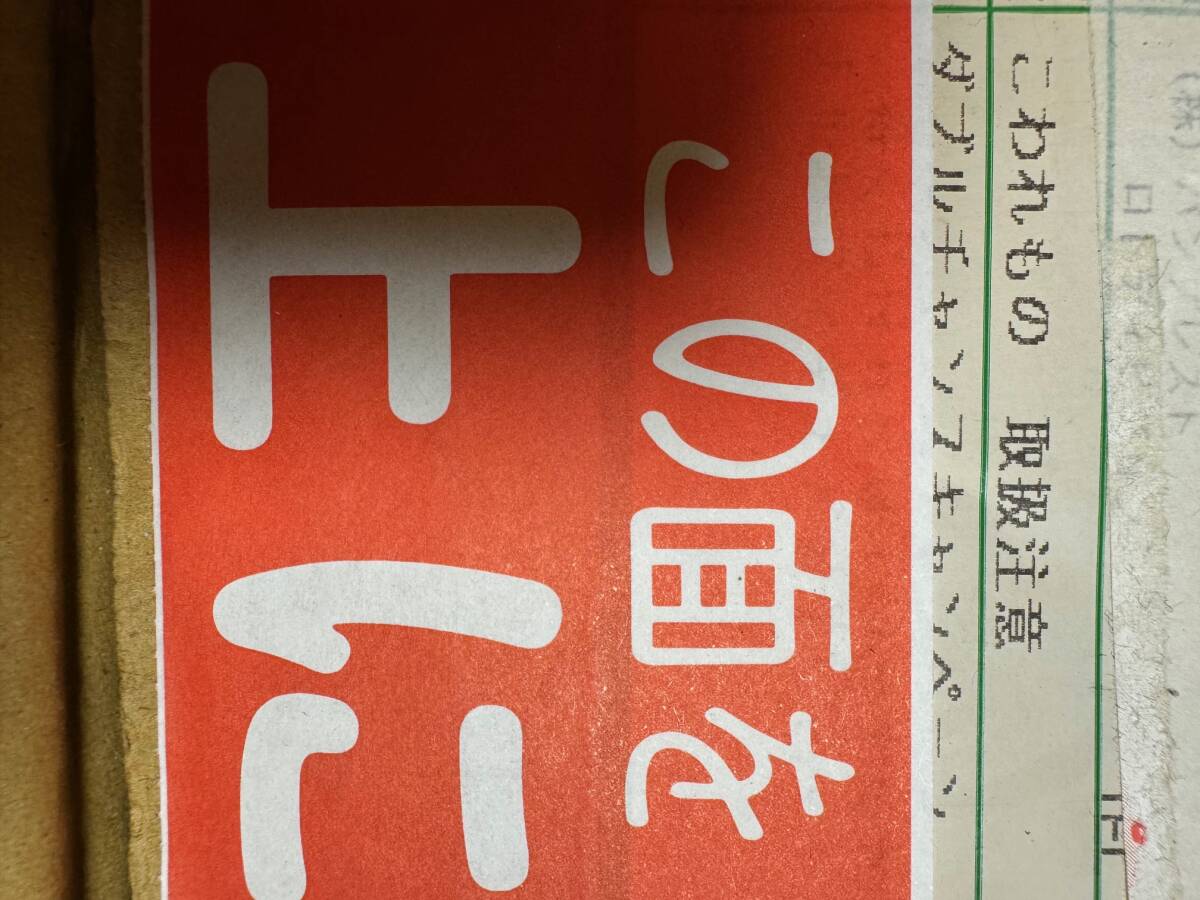 こわれもの 取扱注意
ダブルチャンスキャンペーン
この面を
上に